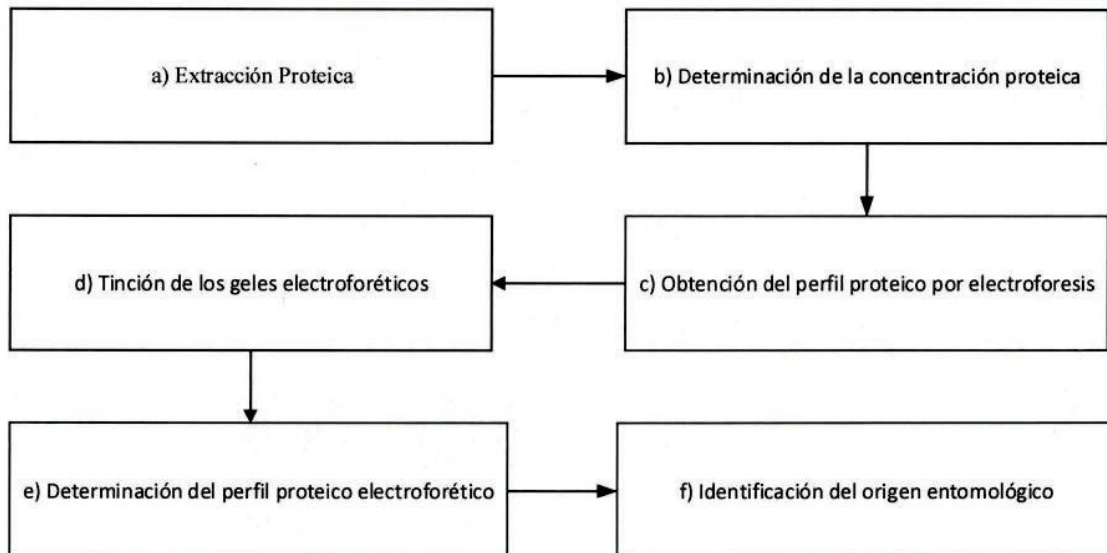 a) Extracción Proteica
b) Determinación de la concentración proteica
d) Tinción de los geles electroforéticos
c) Obtención del perfil proteico por electroforesis
e) Determinación del perfil proteico electroforético
f) Identificación del origen entomológico